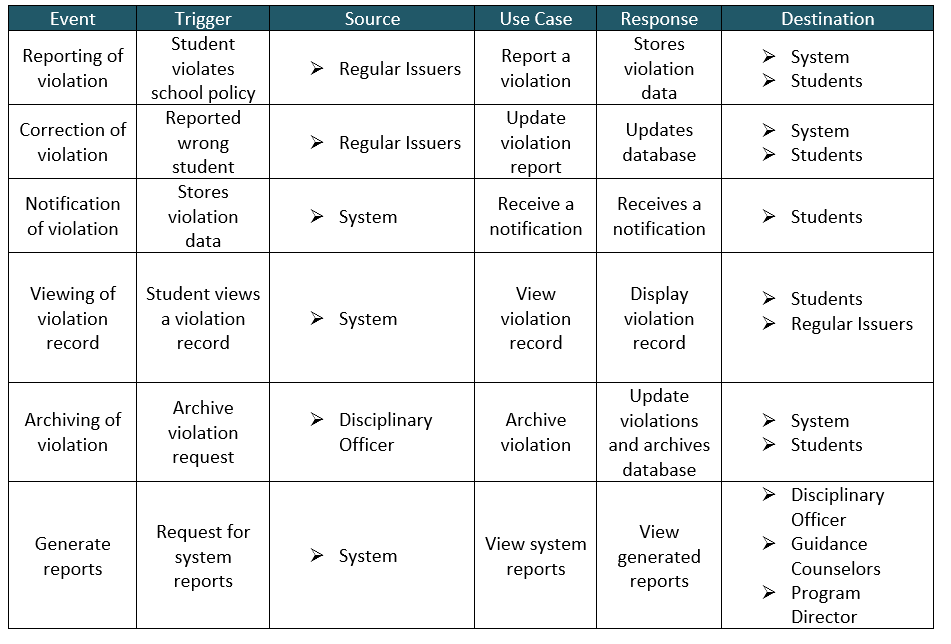 Event Trigger Source Use Case Response Destination
Reporting of violation
Student violates school policy
➢ Regular Issuers
Report a violation
Stores violation data
➢ System
➢ Students
Correction of violation
Reported wrong student
➢ Regular Issuers
Update violation report
Updates database
➢ System
➢ Students
Notification of violation
Stores violation data
➢ System
Receive a notification
Receives a notification
➢ Students
Viewing of violation record
Student views a violation record
➢ System
View violation record
Display violation record
➢ Students
➢ Regular Issuers
Archiving of violation
Archive violation request
➢ Disciplinary Officer
Archive violation
Update violations and archives database
➢ System
➢ Students
Generate reports
Request for system reports
➢ System
View system reports
View generated reports
➢ Disciplinary Officer
➢ Guidance Counselors
➢ Program Director